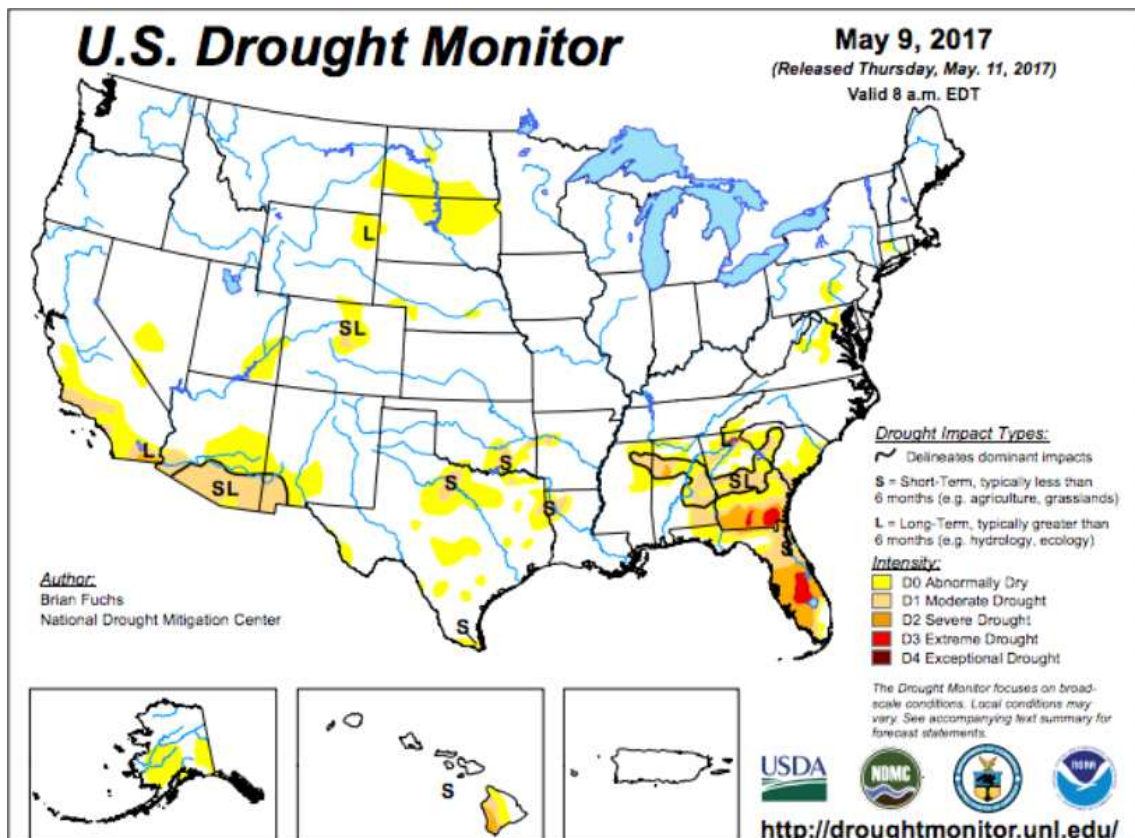 U.S. Drought Monitor
May 9, 2017
(Released Thursday, May. 11, 2017)
Valid 8 a.m. EDT
L
SL
L
SL
S
S
S
S
L
SL
S
Drought Impact Types:
Delineates dominant impacts
S = Short-Term, typically less than
6 months (e.g. agriculture, grasslands)
L = Long-Term, typically greater than
6 months (e.g. hydrology, ecology)
Intensity:
D0 Abnormally Dry
D1 Moderate Drought
D2 Severe Drought
D3 Extreme Drought
D4 Exceptional Drought
Author:
Brian Fuchs
National Drought Mitigation Center
The Drought Monitor focuses on broad-
scale conditions. Local conditions may
vary. See accompanying text summary for
forecast statements.
S
USDA
NDMC
NOAA
http://droughtmonitor.unl.edu/